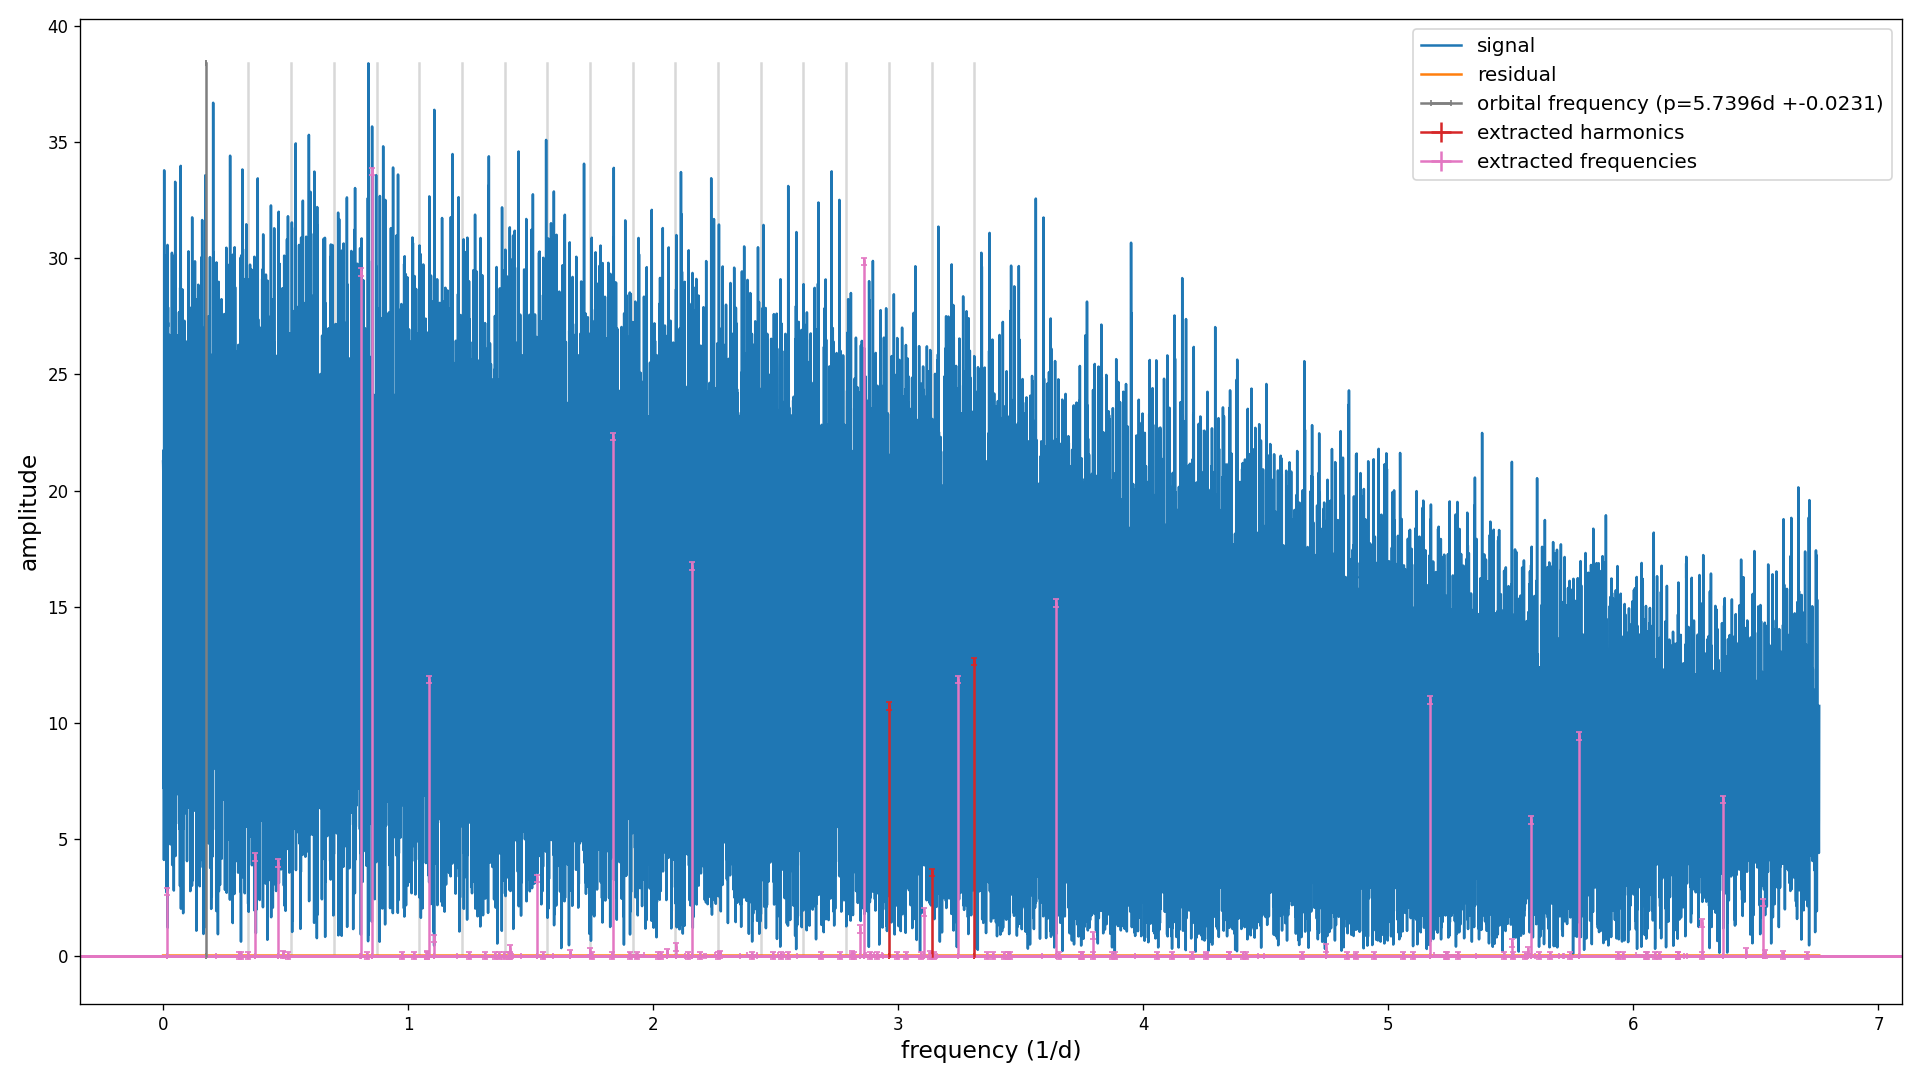 40
35
30
25
20
15
10
5
0
amplitude
signal
residual
orbital frequency (p=5.7396d +-0.0231)
extracted harmonics
extracted frequencies
0 1 2 3 4 5 6 7
frequency (1/d)